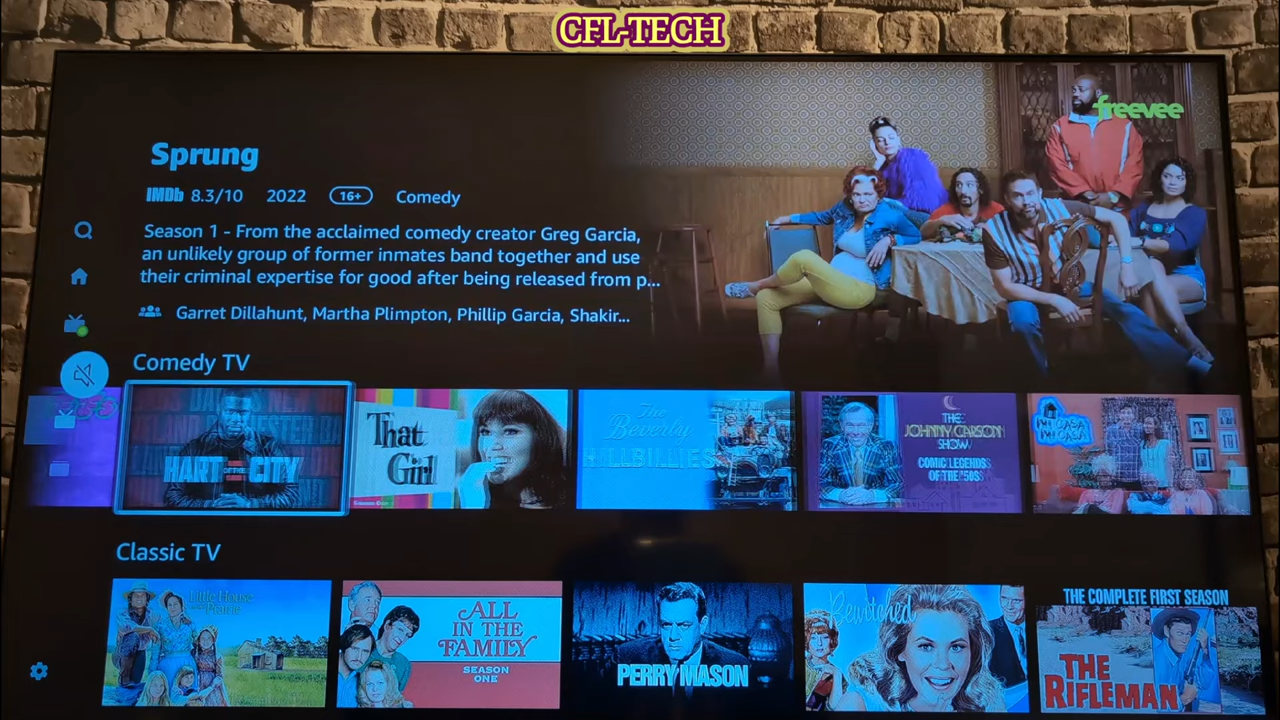 CFL-TECH
freevee
Sprung
IMDb 8.3/10 2022 16+ Comedy
Season 1 - From the acclaimed comedy creator Greg Garcia,
an unlikely group of former inmates band together and use
their criminal expertise for good after being released from p...
Garret Dillahunt, Martha Plimpton, Phillip Garcia, Shakir...
Comedy TV
HART OF THE CITY
That
Girl
The
Beverly
HILLBILLIES
THE
JOHNNY CARSON
SHOW
COMIC LEGENDS
OF THE '50S
MI CASA
Classic TV
Little House
on the Prairie
ALL
IN THE
FAMILY
SEASON
ONE
PERRY MASON
Bewitched
THE COMPLETE FIRST SEASON
THE
RIFLEMAN